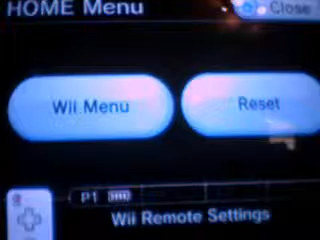 HOME Menu
Close
Wii Menu
Reset
P1
Wii Remote Settings